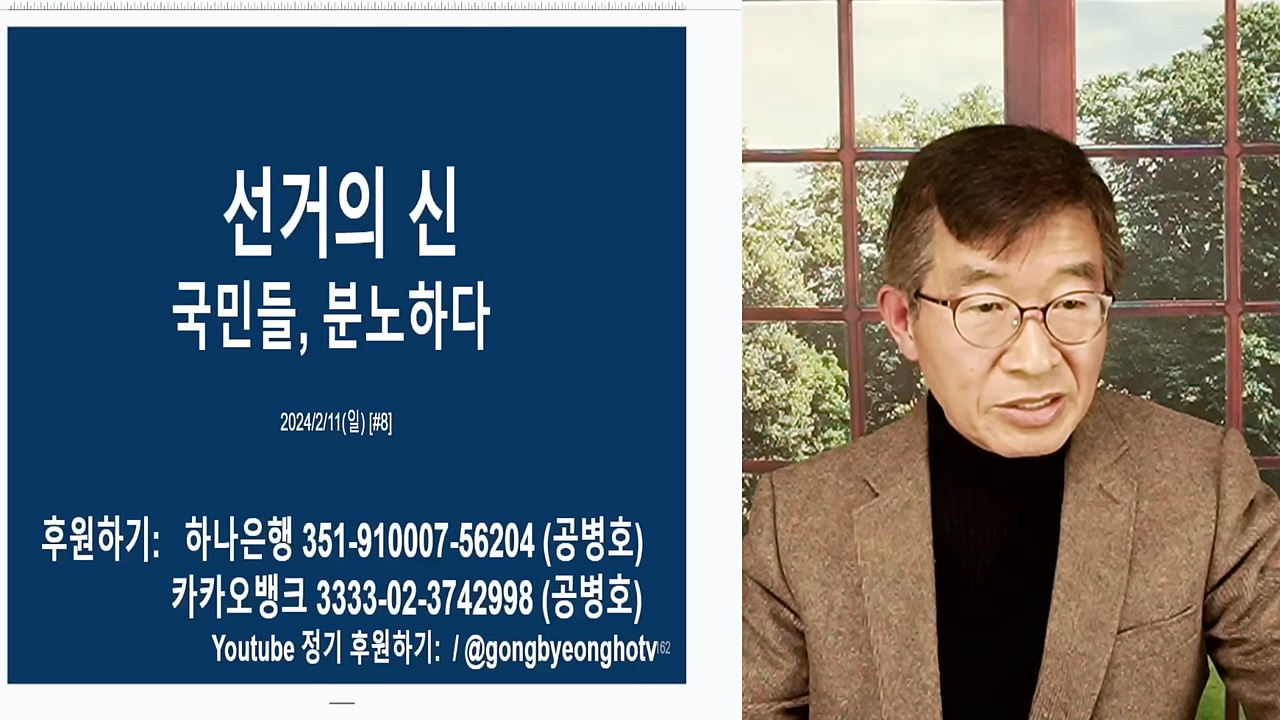 선거의 신
국민들, 분노하다
2024/2/11(일) [#8]
후원하기: 하나은행 351-910007-56204 (공병호)
카카오뱅크 3333-02-3742998 (공병호)
Youtube 정기 후원하기: / @gongbyeonghotv
162